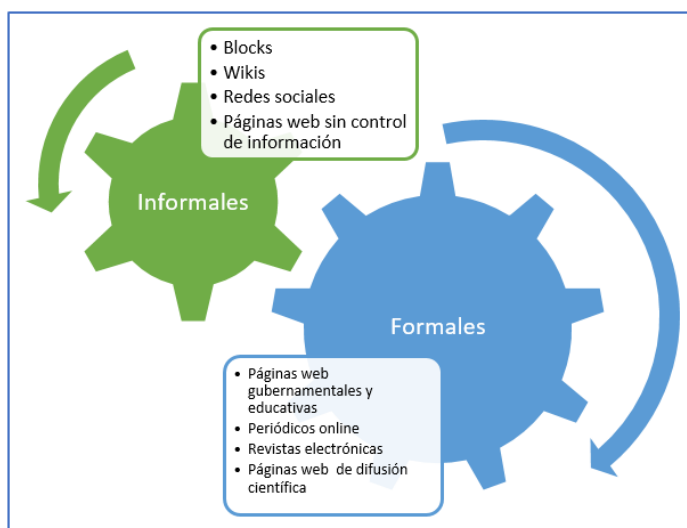 • Blocks
• Wikis
• Redes sociales
• Páginas web sin control
de información
Informales
Formales
• Páginas web
gubernamentales y
educativas
• Periódicos online
• Revistas electrónicas
• Páginas web de difusión
científica